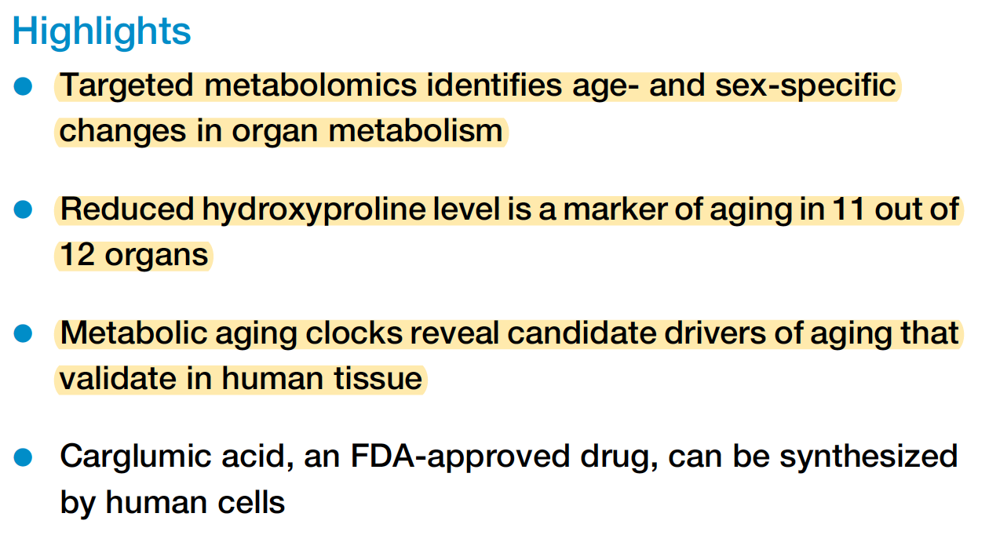 Highlights
Targeted metabolomics identifies age- and sex-specific
changes in organ metabolism
Reduced hydroxyproline level is a marker of aging in 11 out of
12 organs
Metabolic aging clocks reveal candidate drivers of aging that
validate in human tissue
Carglumic acid, an FDA-approved drug, can be synthesized
by human cells